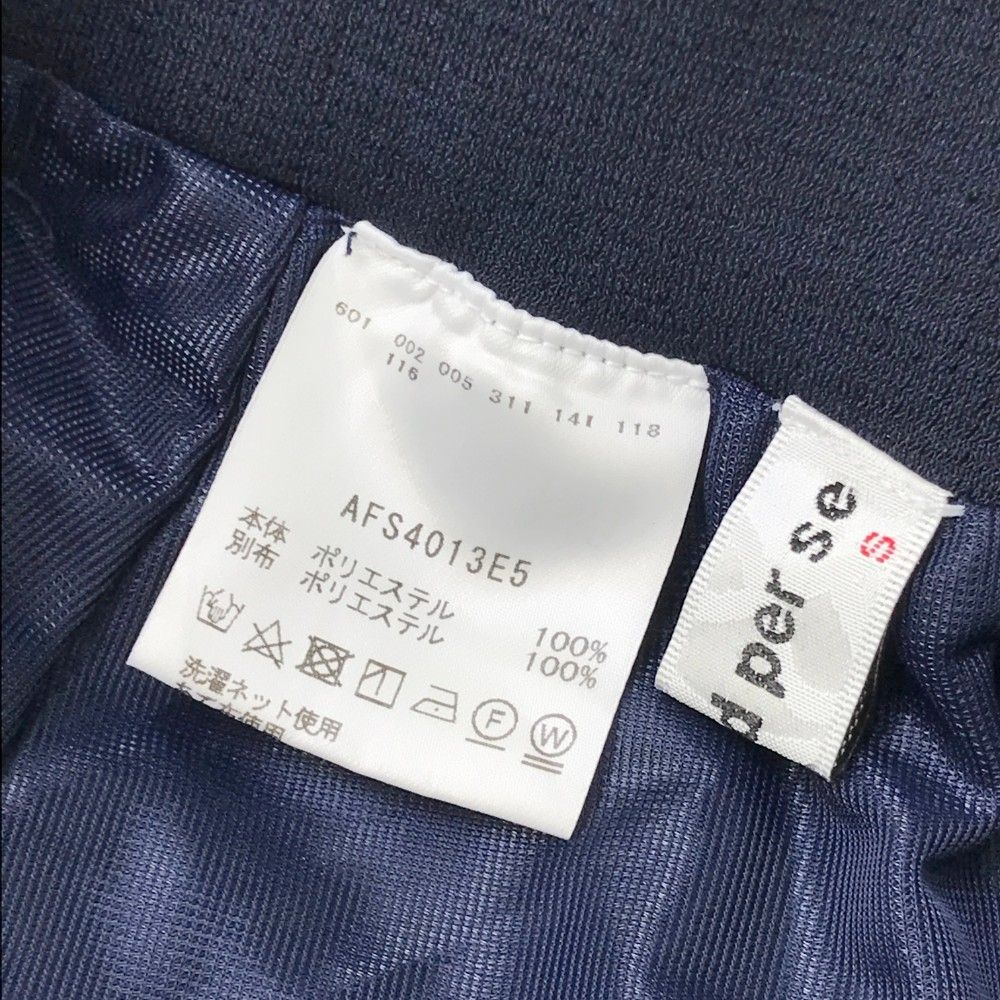 601 002 005 311 141 118
116
AFS4013E5
本体 ポリエステル 100%
別布 ポリエステル 100%
F
W
洗濯ネット使用
per se
S